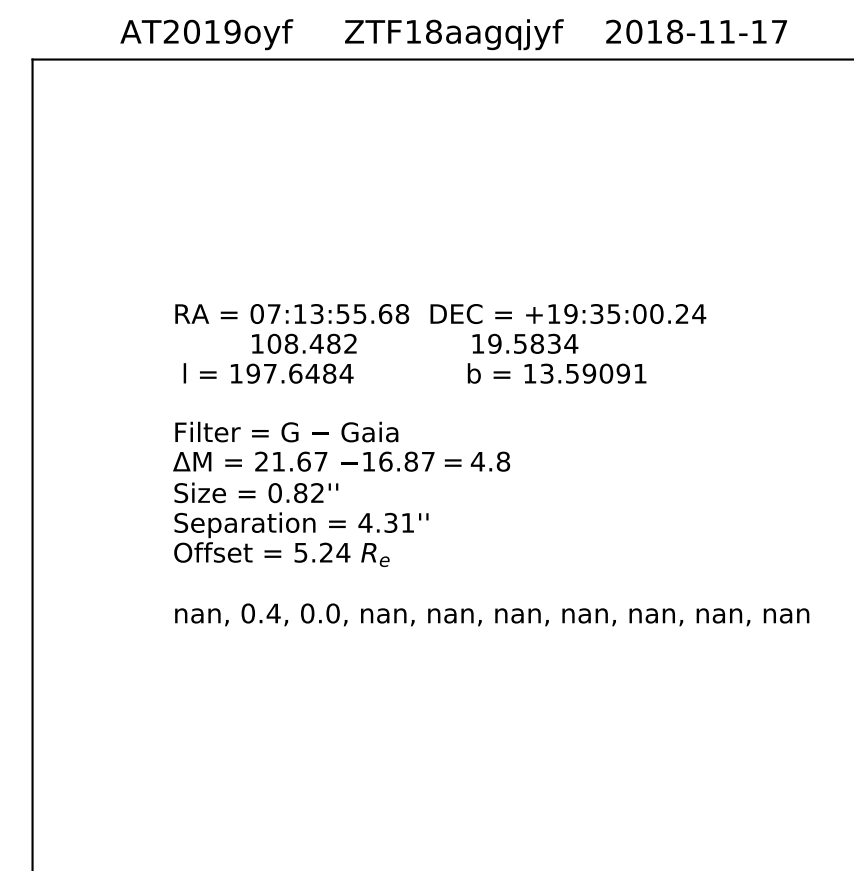 AT2019oyf ZTF18aagqjyf 2018-11-17
RA = 07:13:55.68 DEC = +19:35:00.24
108.482 19.5834
l = 197.6484 b = 13.59091
Filter = G − Gaia
ΔM = 21.67 −16.87 = 4.8
Size = 0.82''
Separation = 4.31''
Offset = 5.24 Re
nan, 0.4, 0.0, nan, nan, nan, nan, nan, nan, nan